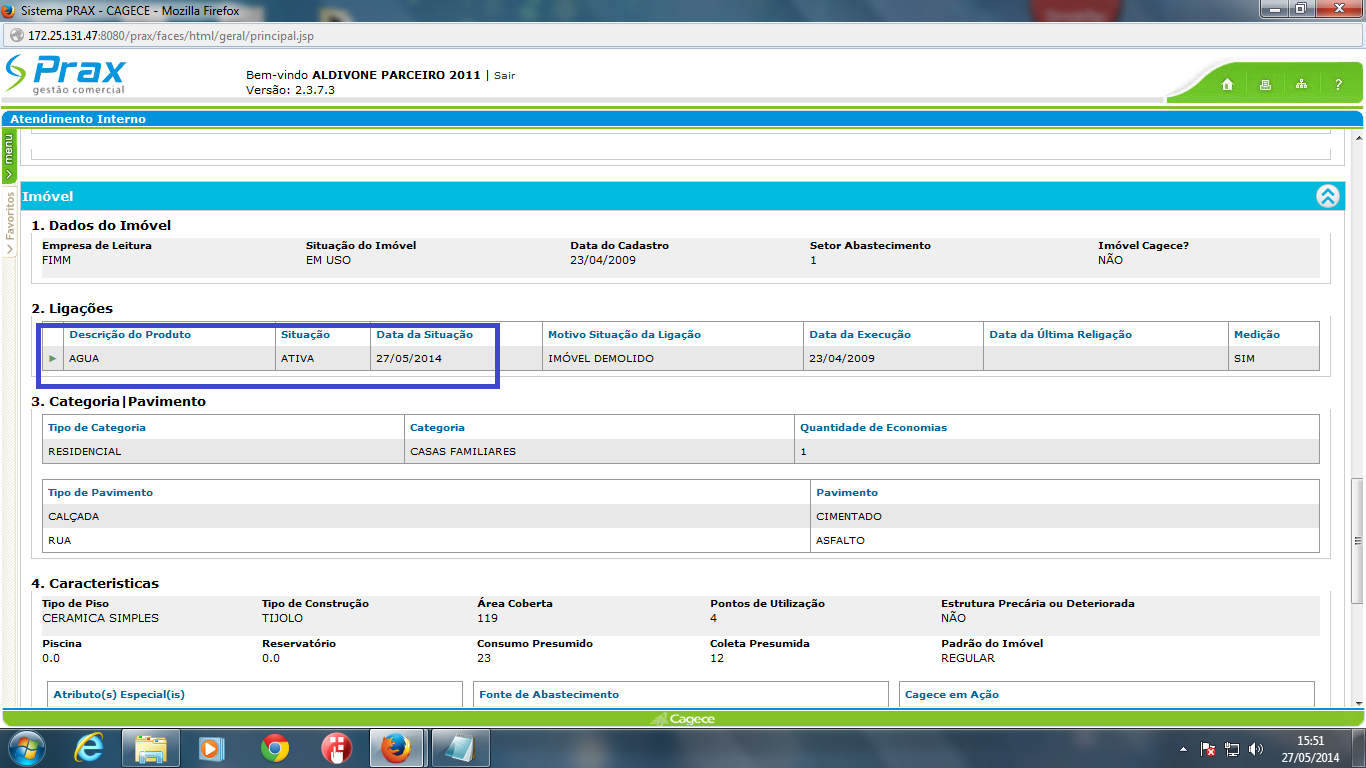 Sistema PRAX - CAGECE - Mozilla Firefox
172.25.131.47:8080/prax/faces/html/geral/principal.jsp
Prax
gestão comercial
Bem-vindo ALDIVONE PARCEIRO 2011 | Sair
Versão: 2.3.7.3
?
Atendimento Interno
menu
Favoritos
Imóvel
1. Dados do Imóvel
Empresa de Leitura Situação do Imóvel Data do Cadastro Setor Abastecimento Imóvel Cagece?
FIMM EM USO 23/04/2009 1 NÃO
2. Ligações
Descrição do Produto Situação Data da Situação Motivo Situação da Ligação Data da Execução Data da Última Religação Medição
AGUA ATIVA 27/05/2014 IMÓVEL DEMOLIDO 23/04/2009 SIM
3. Categoria|Pavimento
Tipo de Categoria Categoria Quantidade de Economias
RESIDENCIAL CASAS FAMILIARES 1
Tipo de Pavimento Pavimento
CALÇADA CIMENTADO
RUA ASFALTO
4. Caracteristicas
Tipo de Piso Tipo de Construção Área Coberta Pontos de Utilização Estrutura Precária ou Deteriorada
CERAMICA SIMPLES TIJOLO 119 4 NÃO
Piscina Reservatório Consumo Presumido Coleta Presumida Padrão do Imóvel
0.0 0.0 23 12 REGULAR
Atributo(s) Especial(is) Fonte de Abastecimento Cagece em Ação
Cagece
15:51
27/05/2014